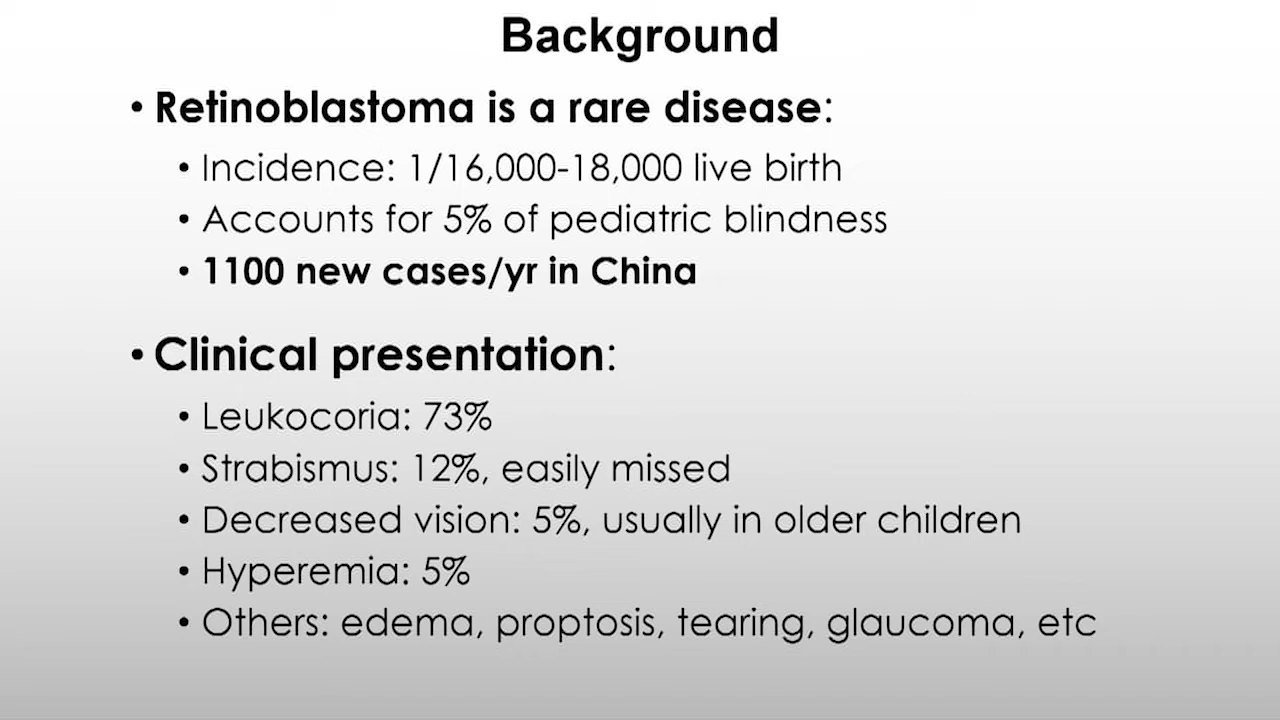 Background
• Retinoblastoma is a rare disease:
• Incidence: 1/16,000-18,000 live birth
• Accounts for 5% of pediatric blindness
• 1100 new cases/yr in China
• Clinical presentation:
• Leukocoria: 73%
• Strabismus: 12%, easily missed
• Decreased vision: 5%, usually in older children
• Hyperemia: 5%
• Others: edema, proptosis, tearing, glaucoma, etc